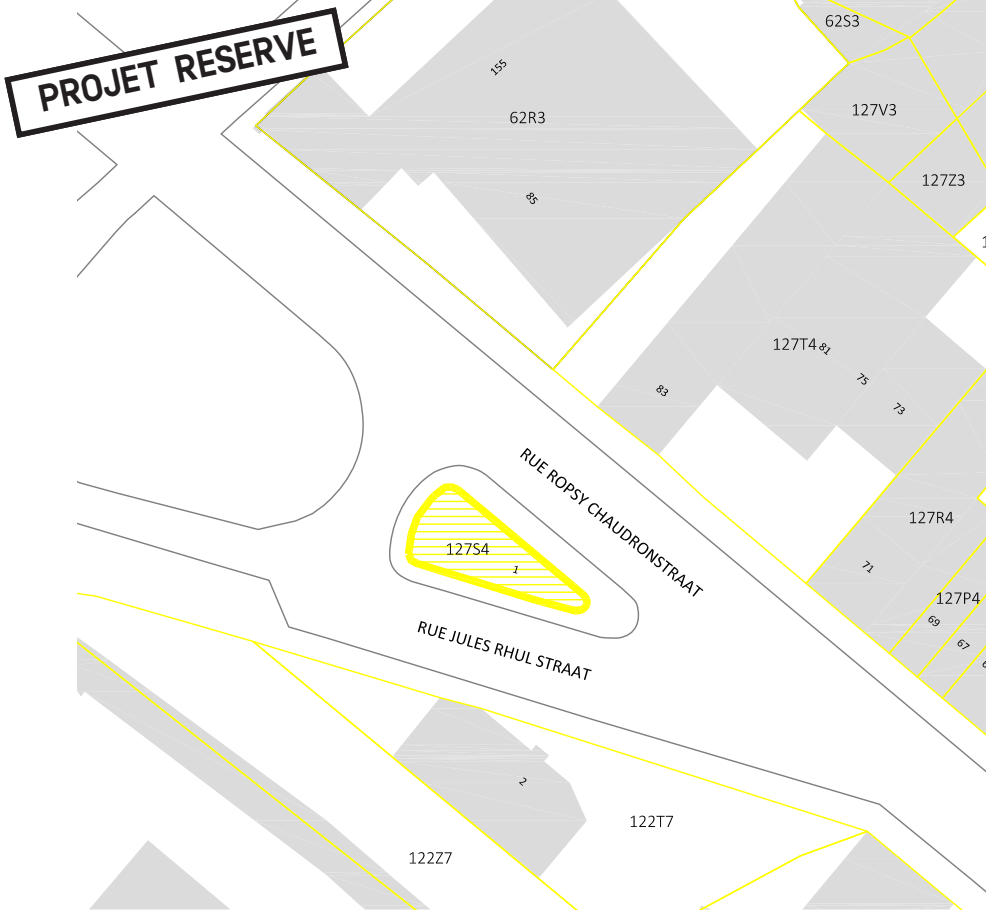 PROJET RESERVE
62S3
155
62R3
127V3
127Z3
85
127T4
81
83
75
73
RUE ROPSY CHAUDRONSTRAAT
127R4
127S4
1
71
127P4
69
67
RUE JULES RHUL STRAAT
2
122T7
122Z7